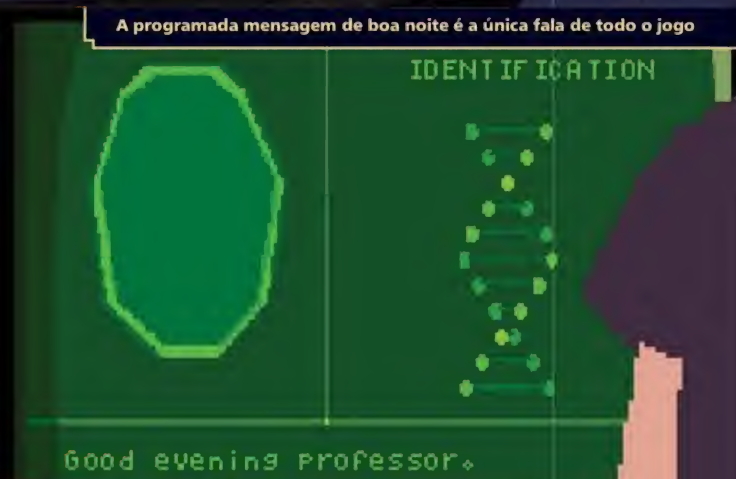 A programada mensagem de boa noite é a única fala de todo o jogo
IDENTIFICATION
Good evening professor.